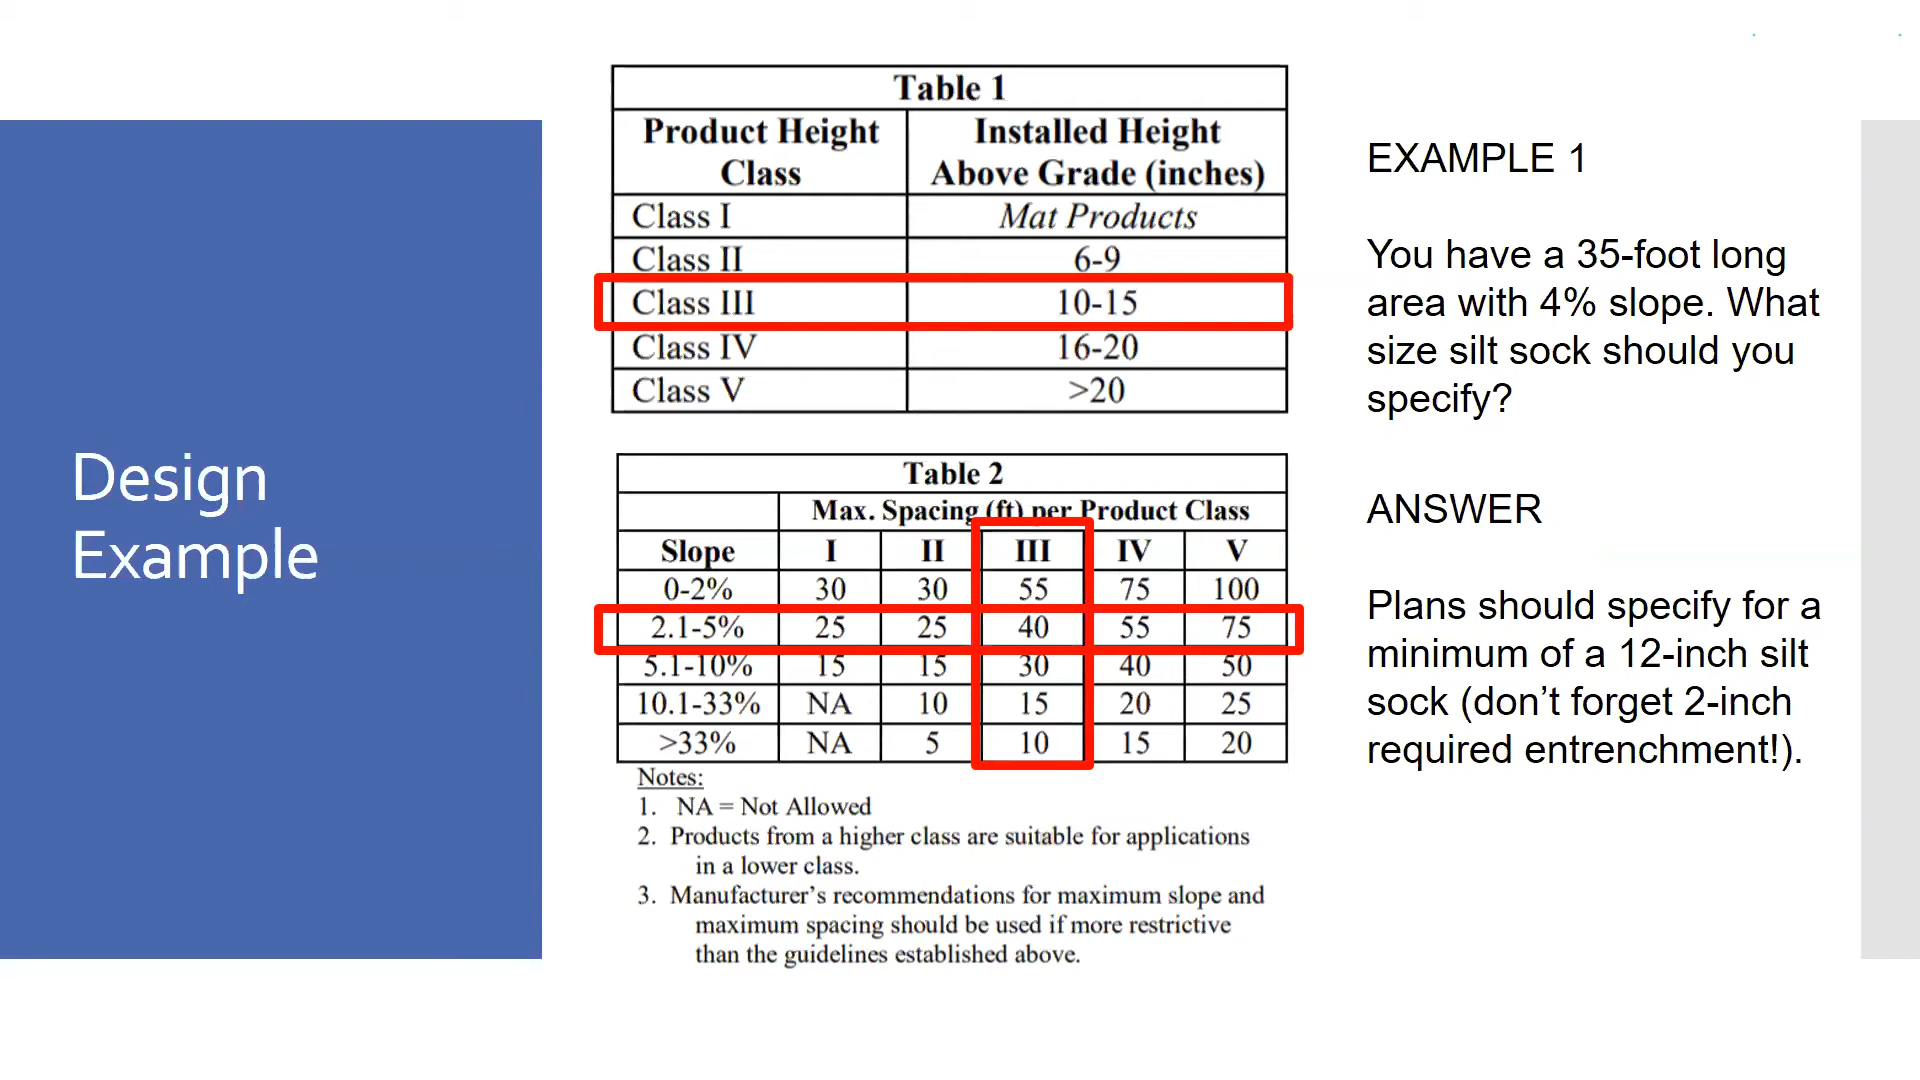 Design
Example
Table 1
Product Height Class	Installed Height Above Grade (inches)
Class I	Mat Products
Class II	6-9
Class III	10-15
Class IV	16-20
Class V	>20
Table 2
Max. Spacing (ft) per Product Class
Slope	I	II	III	IV	V
0-2%	30	30	55	75	100
2.1-5%	25	25	40	55	75
5.1-10%	15	15	30	40	50
10.1-33%	NA	10	15	20	25
>33%	NA	5	10	15	20
Notes:
1. NA = Not Allowed
2. Products from a higher class are suitable for applications
in a lower class.
3. Manufacturer's recommendations for maximum slope and
maximum spacing should be used if more restrictive
than the guidelines established above.
EXAMPLE 1
You have a 35-foot long
area with 4% slope. What
size silt sock should you
specify?
ANSWER
Plans should specify for a
minimum of a 12-inch silt
sock (don't forget 2-inch
required entrenchment!).